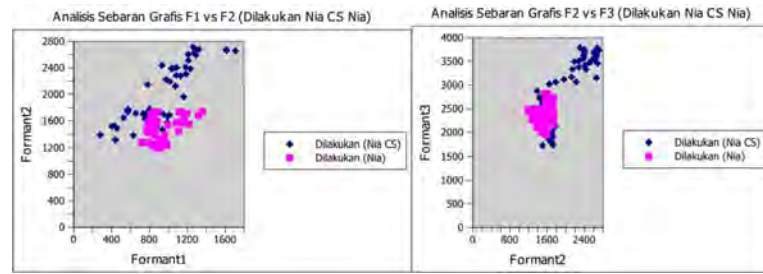 Analisis Sebaran Grafis F1 vs F2 (Dilakukan Nia CS Nia)
2800
2400
2000
1600
1200
800
400
0
Formant2
0 400 800 1200 1600
Formant1
Dilakukan (Nia CS)
Dilakukan (Nia)
Analisis Sebaran Grafis F2 vs F3 (Dilakukan Nia CS Nia)
4000
3500
3000
2500
2000
1500
1000
500
0
Formant3
0 600 1600 2400
Formant2
Dilakukan (Nia CS)
Dilakukan (Nia)